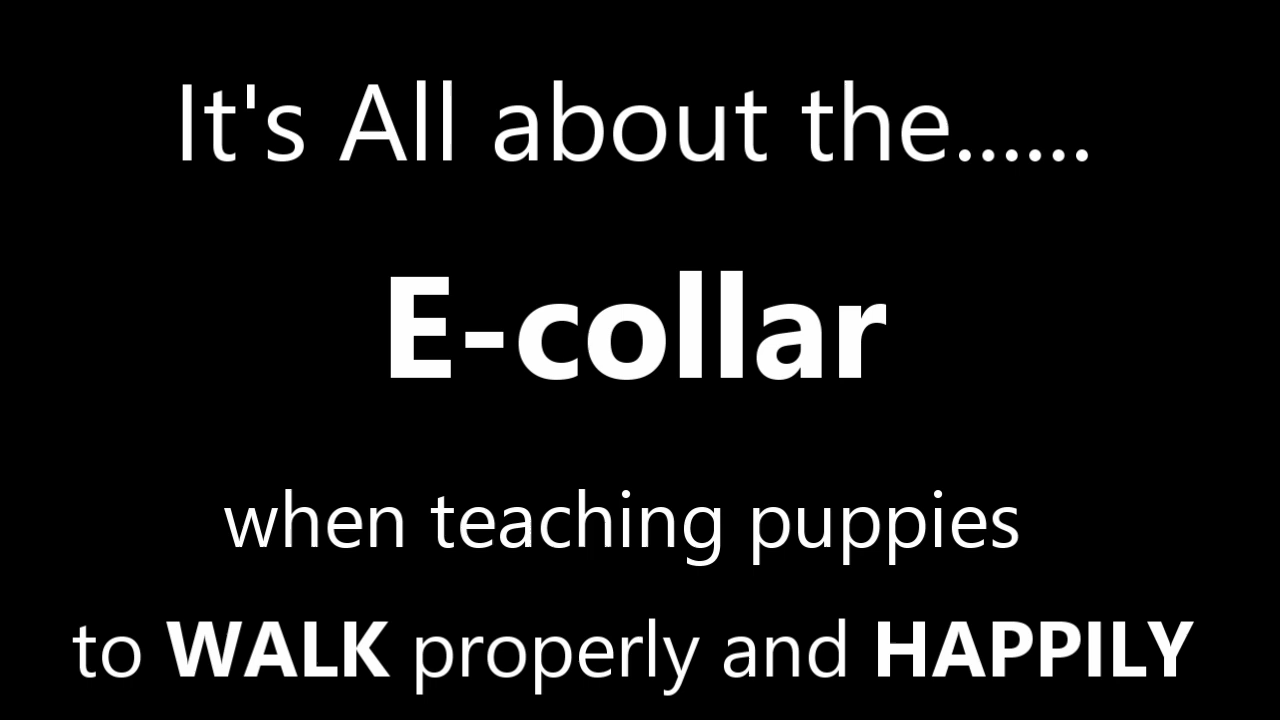 It's All about the......
E-collar
when teaching puppies
to WALK properly and HAPPILY